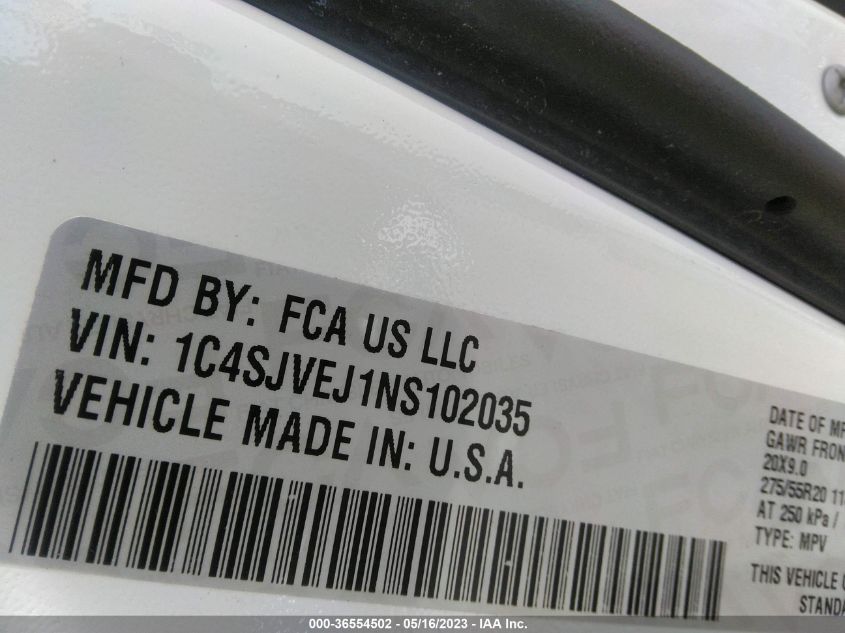 MFD BY: FCA US LLC
VIN: 1C4SJVEJ1NS102035
VEHICLE MADE IN: U.S.A.
DATE OF MF
GAWR FRON
20X9.0
275/55R20 11
AT 250 kPa /
TYPE: MPV
THIS VEHICLE
STANDA
000-36554502 - 05/16/2023 - IAA Inc.